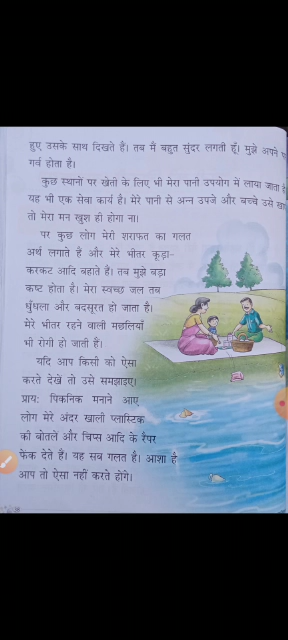 हुए उसके साथ दिखते हैं। तब मैं बहुत सुंदर लगती हूँ। मुझे अपने पर
गर्व होता है।
कुछ स्थानों पर खेती के लिए भी मेरा पानी उपयोग में लाया जाता है।
यह भी एक सेवा कार्य है। मेरे पानी से अन्न उपजे और बच्चे उसे खाएँ
तो मेरा मन खुश ही होगा ना।
पर कुछ लोग मेरी शराफत का गलत
अर्थ लगाते हैं और मेरे भीतर कूड़ा-
करकट आदि बहाते हैं। तब मुझे बड़ा
कष्ट होता है। मेरा स्वच्छ जल तब
धुँधला और बदसूरत हो जाता है।
मेरे भीतर रहने वाली मछलियाँ
भी रोगी हो जाती हैं।
यदि आप किसी को ऐसा
करते देखें तो उसे समझाइए।
प्राय: पिकनिक मनाने आए
लोग मेरे अंदर खाली प्लास्टिक
की बोतलें और चिप्स आदि के रैपर
फेंक देते हैं। यह सब गलत है। आशा है
आप तो ऐसा नहीं करते होंगे।